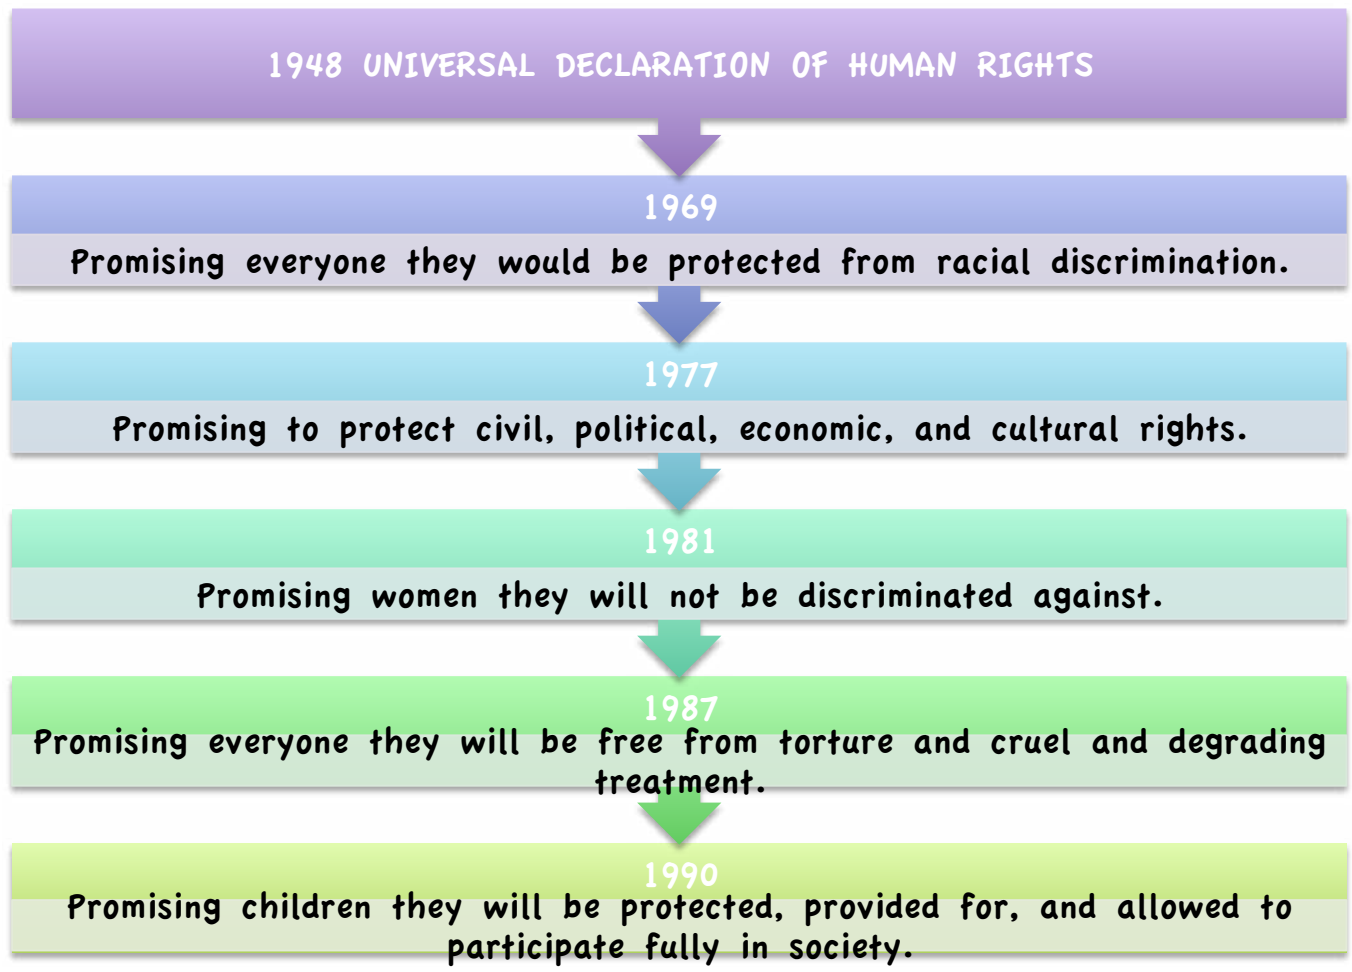 1948 UNIVERSAL DECLARATION OF HUMAN RIGHTS
1969
Promising everyone they would be protected from racial discrimination.
1977
Promising to protect civil, political, economic, and cultural rights.
1981
Promising women they will not be discriminated against.
1987
Promising everyone they will be free from torture and cruel and degrading
treatment.
1990
Promising children they will be protected, provided for, and allowed to
participate fully in society.